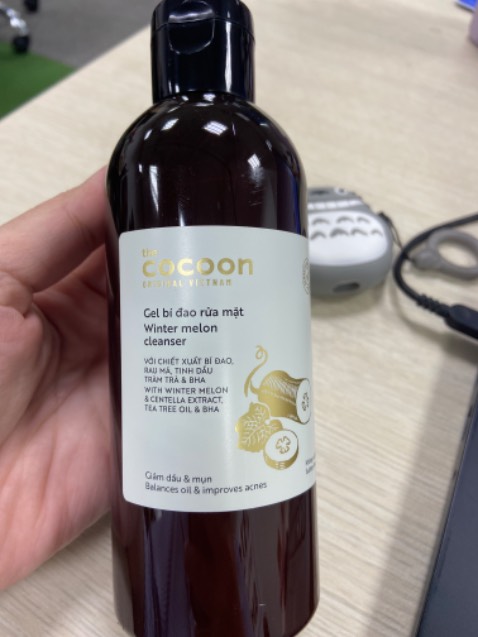 the
cocoon
ORIGINAL VIETNAM
Gel bí đao rửa mặt
Winter melon
cleanser
VỚI CHIẾT XUẤT BÍ ĐAO,
RAU MÁ, TINH DẦU
TRÀM TRÀ & BHA
WITH WINTER MELON
& CENTELLA EXTRACT,
TEA TREE OIL & BHA
Giảm dầu & mụn
Balances oil & improves acnes